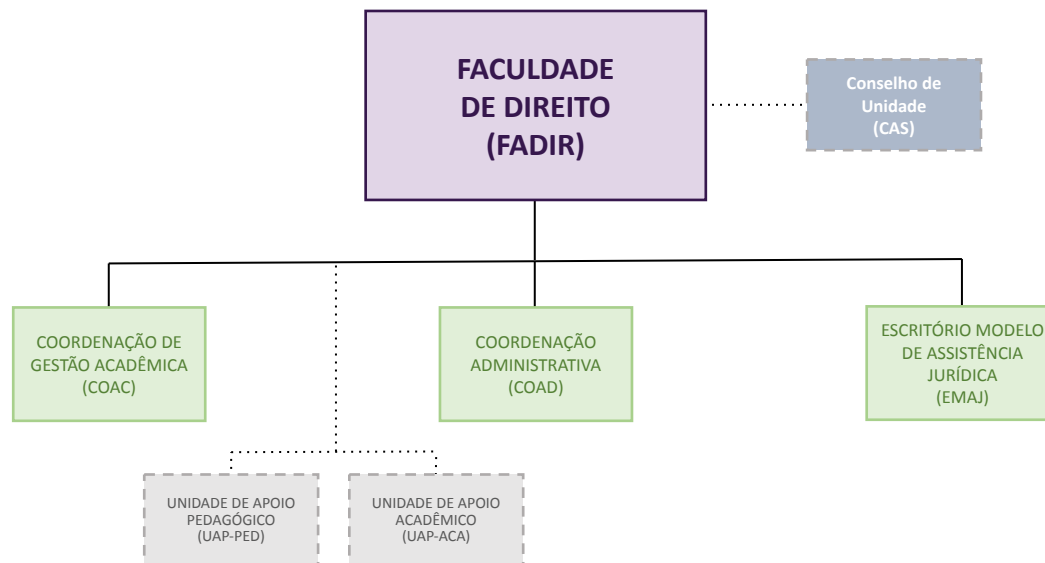 FACULDADE
DE DIREITO
(FADIR)
Conselho de
Unidade
(CAS)
COORDENAÇÃO DE
GESTÃO ACADÊMICA
(COAC)
COORDENAÇÃO
ADMINISTRATIVA
(COAD)
ESCRITÓRIO MODELO
DE ASSISTÊNCIA
JURÍDICA
(EMAJ)
UNIDADE DE APOIO
PEDAGÓGICO
(UAP-PED)
UNIDADE DE APOIO
ACADÊMICO
(UAP-ACA)